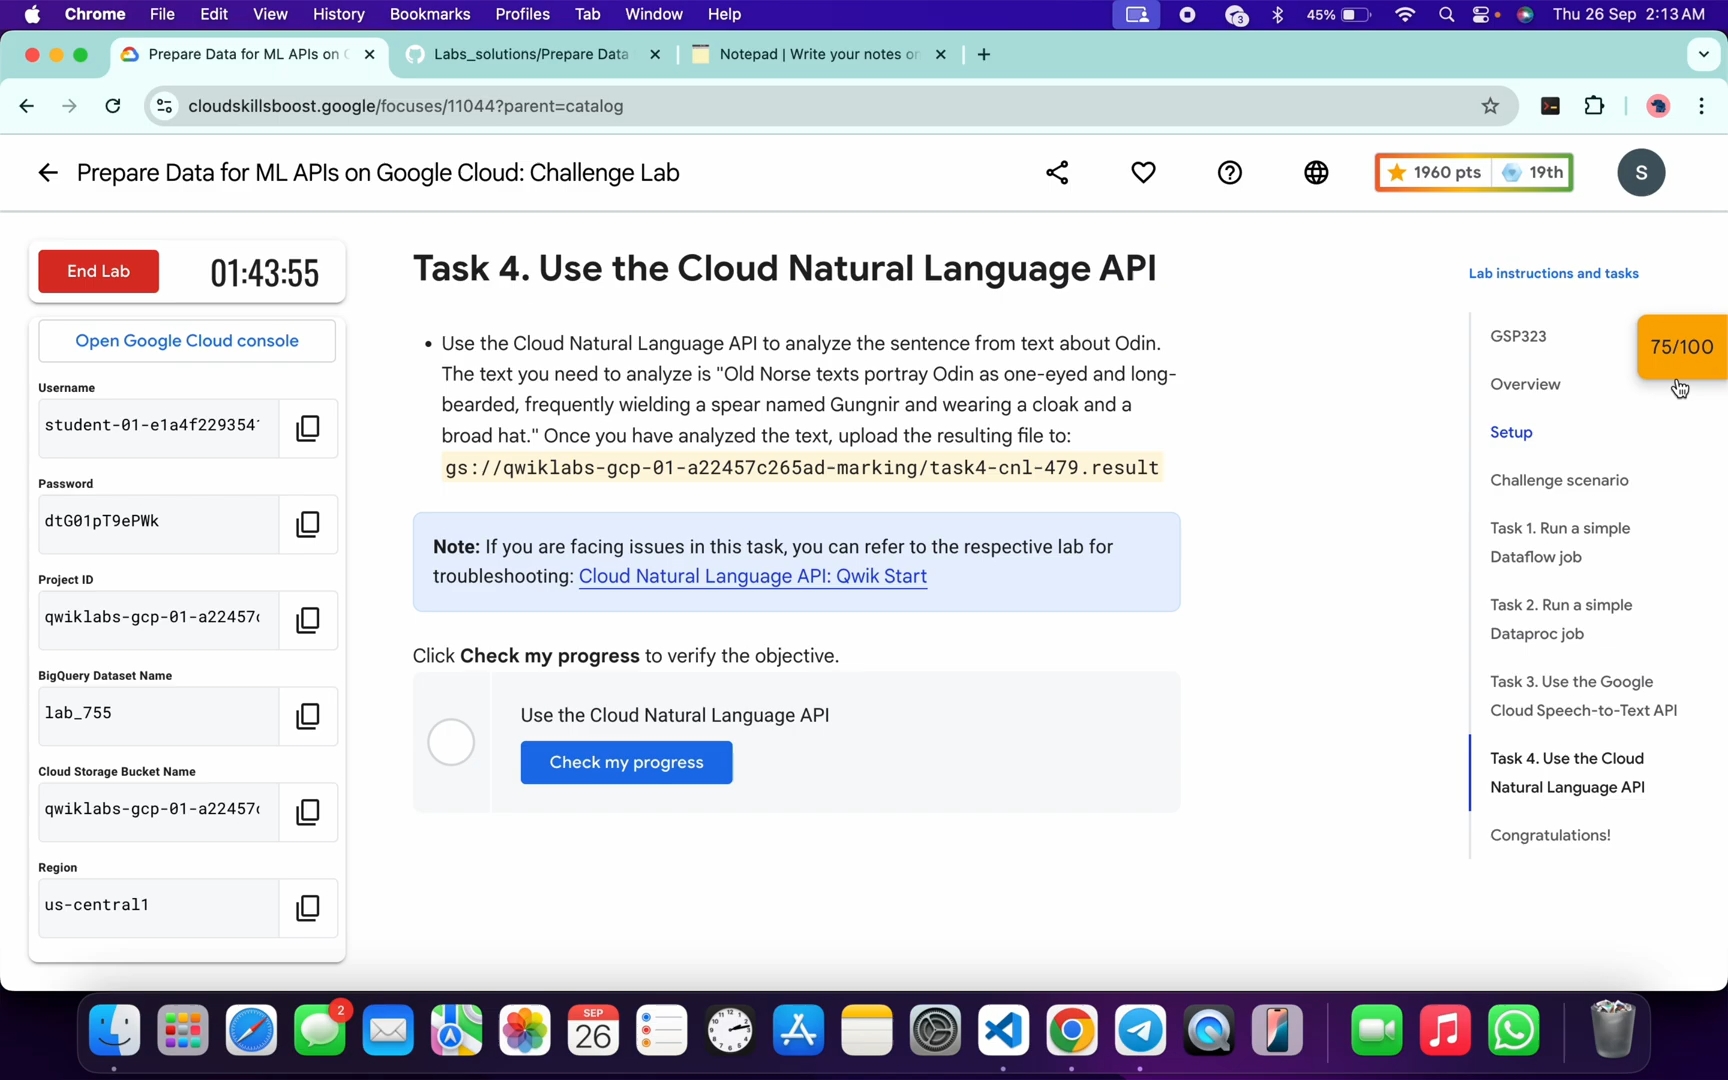 Chrome File Edit View History Bookmarks Profiles Tab Window Help 3 45% Thu 26 Sep 2:13 AM
Prepare Data for ML APIs on Labs_solutions/Prepare Data Notepad | Write your notes on
cloudskillsboost.google/focuses/11044?parent=catalog
Prepare Data for ML APIs on Google Cloud: Challenge Lab 1960 pts 19th S
End Lab 01:43:55
Open Google Cloud console
Username
student-01-e1a4f229354
Password
dtG01pT9ePWk
Project ID
qwiklabs-gcp-01-a22457
BigQuery Dataset Name
lab_755
Cloud Storage Bucket Name
qwiklabs-gcp-01-a22457
Region
us-central1
Task 4. Use the Cloud Natural Language API
• Use the Cloud Natural Language API to analyze the sentence from text about Odin.
The text you need to analyze is "Old Norse texts portray Odin as one-eyed and long-
bearded, frequently wielding a spear named Gungnir and wearing a cloak and a
broad hat." Once you have analyzed the text, upload the resulting file to:
gs://qwiklabs-gcp-01-a22457c265ad-marking/task4-cnl-479.result
Note: If you are facing issues in this task, you can refer to the respective lab for
troubleshooting: Cloud Natural Language API: Qwik Start
Click Check my progress to verify the objective.
Use the Cloud Natural Language API
Check my progress
Lab instructions and tasks
GSP323
75/100
Overview
Setup
Challenge scenario
Task 1. Run a simple
Dataflow job
Task 2. Run a simple
Dataproc job
Task 3. Use the Google
Cloud Speech-to-Text API
Task 4. Use the Cloud
Natural Language API
Congratulations!
2
SEP
26